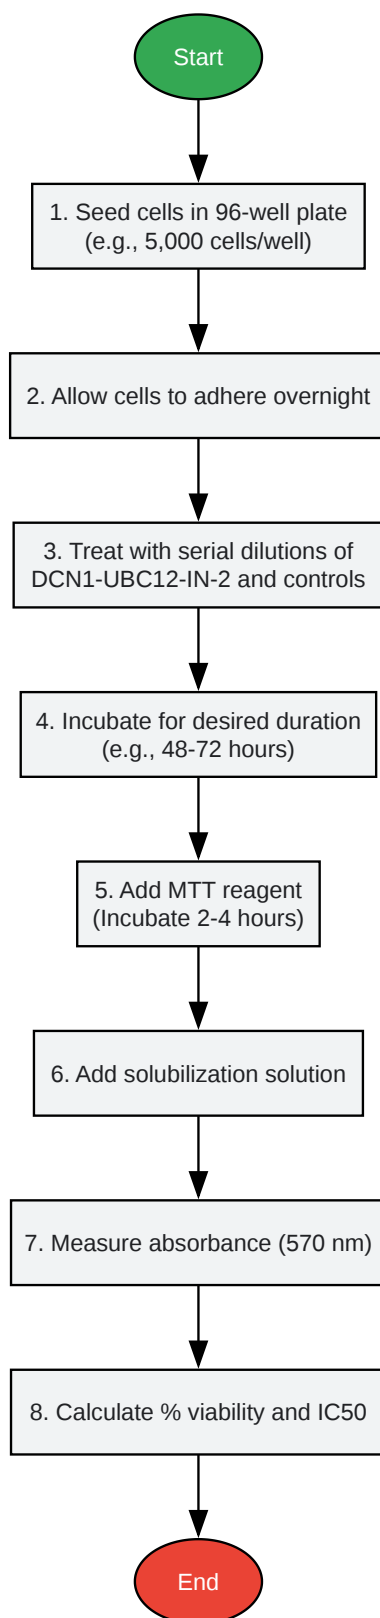 Start
1. Seed cells in 96-well plate
(e.g., 5,000 cells/well)
2. Allow cells to adhere overnight
3. Treat with serial dilutions of
DCN1-UBC12-IN-2 and controls
4. Incubate for desired duration
(e.g., 48-72 hours)
5. Add MTT reagent
(Incubate 2-4 hours)
6. Add solubilization solution
7. Measure absorbance (570 nm)
8. Calculate % viability and IC50
End